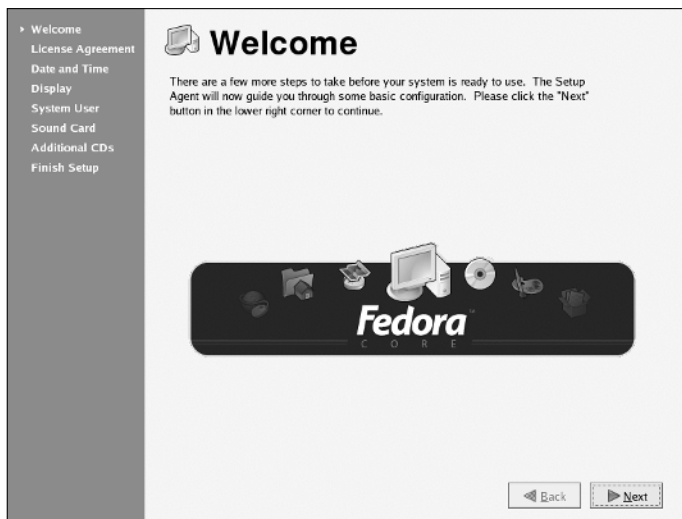 Welcome
License Agreement
Date and Time
Display
System User
Sound Card
Additional CDs
Finish Setup
Welcome
There are a few more steps to take before your system is ready to use. The Setup
Agent will now guide you through some basic configuration. Please click the "Next"
button in the lower right corner to continue.
Fedora™
CORE
Back
Next